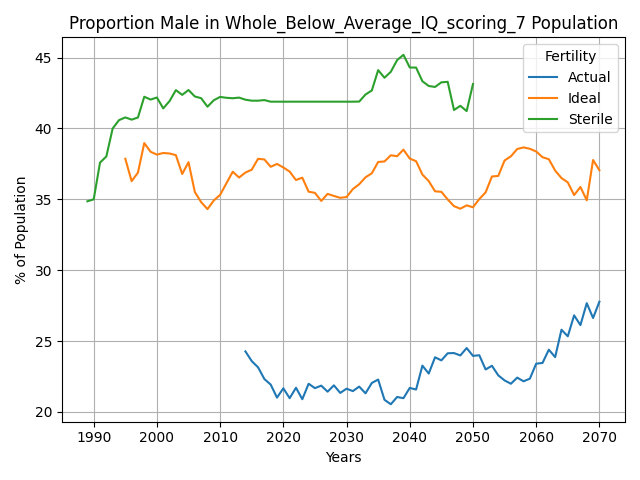 Proportion Male in Whole_Below_Average_IQ_scoring_7 Population
Fertility
Actual
Ideal
Sterile
% of Population
45
40
35
30
25
20
1990 2000 2010 2020 2030 2040 2050 2060 2070
Years